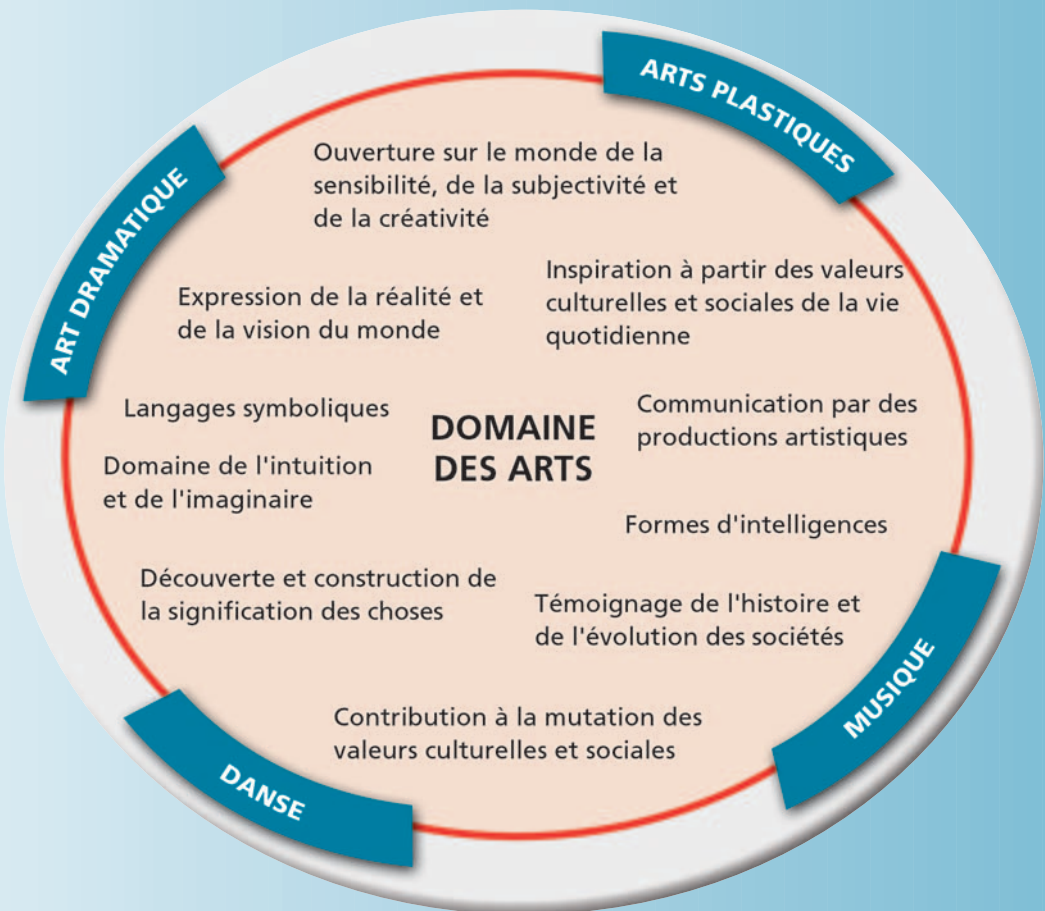 ARTS PLASTIQUES
ART DRAMATIQUE
Ouverture sur le monde de la
sensibilité, de la subjectivité et
de la créativité
Inspiration à partir des valeurs
culturelles et sociales de la vie
quotidienne
Expression de la réalité et
de la vision du monde
Langages symboliques
DOMAINE
DES ARTS
Communication par des
productions artistiques
Domaine de l'intuition
et de l'imaginaire
Formes d'intelligences
Découverte et construction de
la signification des choses
Témoignage de l'histoire et
de l'évolution des sociétés
Contribution à la mutation des
valeurs culturelles et sociales
MUSIQUE
DANSE